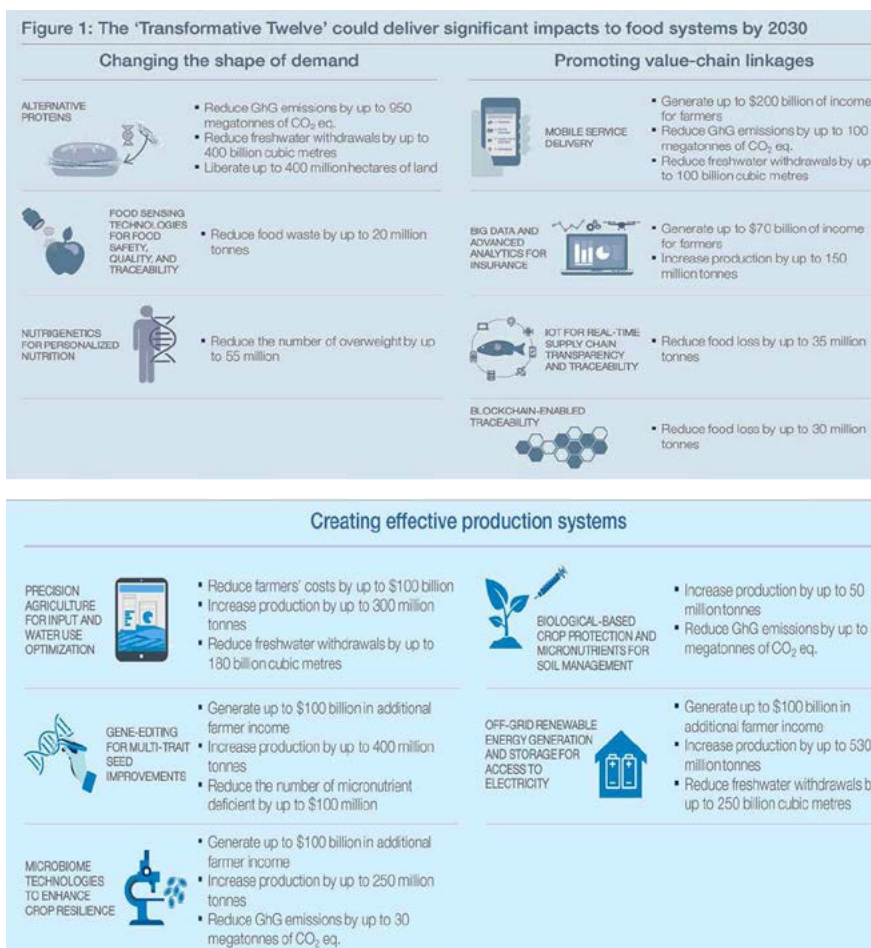 Figure 1: The 'Transformative Twelve' could deliver significant impacts to food systems by 2030
Changing the shape of demand
ALTERNATIVE
PROTEINS
▪ Reduce GhG emissions by up to 950
megatonnes of CO₂ eq.
▪ Reduce freshwater withdrawals by up to
400 billion cubic metres
▪ Liberate up to 400 million hectares of land
FOOD SENSING
TECHNOLOGIES
FOR FOOD
SAFETY,
QUALITY, AND
TRACEABILITY
▪ Reduce food waste by up to 20 million
tonnes
NUTRIGENETICS
FOR PERSONALIZED
NUTRITION
▪ Reduce the number of overweight by up
to 55 million
Promoting value-chain linkages
MOBILE SERVICE
DELIVERY
▪ Generate up to $200 billion of income
for farmers
▪ Reduce GhG emissions by up to 100
megatonnes of CO₂ eq.
▪ Reduce freshwater withdrawals by up
to 100 billion cubic metres
BIG DATA AND
ADVANCED
ANALYTICS FOR
INSURANCE
▪ Generate up to $70 billion of income
for farmers
▪ Increase production by up to 150
million tonnes
IOT FOR REAL-TIME
SUPPLY CHAIN
TRANSPARENCY
AND TRACEABILITY
▪ Reduce food loss by up to 35 million
tonnes
BLOCKCHAIN-ENABLED
TRACEABILITY
▪ Reduce food loss by up to 30 million
tonnes
Creating effective production systems
PRECISION
AGRICULTURE
FOR INPUT AND
WATER USE
OPTIMIZATION
▪ Reduce farmers' costs by up to $100 billion
▪ Increase production by up to 300 million
tonnes
▪ Reduce freshwater withdrawals by up to
180 billion cubic metres
GENE-EDITING
FOR MULTI-TRAIT
SEED
IMPROVEMENTS
▪ Generate up to $100 billion in additional
farmer income
▪ Increase production by up to 400 million
tonnes
▪ Reduce the number of micronutrient
deficient by up to $100 million
MICROBIOME
TECHNOLOGIES
TO ENHANCE
CROP RESILIENCE
▪ Generate up to $100 billion in additional
farmer income
▪ Increase production by up to 250 million
tonnes
▪ Reduce GhG emissions by up to 30
megatonnes of CO₂ eq.
BIOLOGICAL-BASED
CROP PROTECTION AND
MICRONUTRIENTS FOR
SOIL MANAGEMENT
▪ Increase production by up to 50
million tonnes
▪ Reduce GhG emissions by up to
megatonnes of CO₂ eq.
OFF-GRID RENEWABLE
ENERGY GENERATION
AND STORAGE FOR
ACCESS TO
ELECTRICITY
▪ Generate up to $100 billion in
additional farmer income
▪ Increase production by up to 530
million tonnes
▪ Reduce freshwater withdrawals
up to 250 billion cubic metres